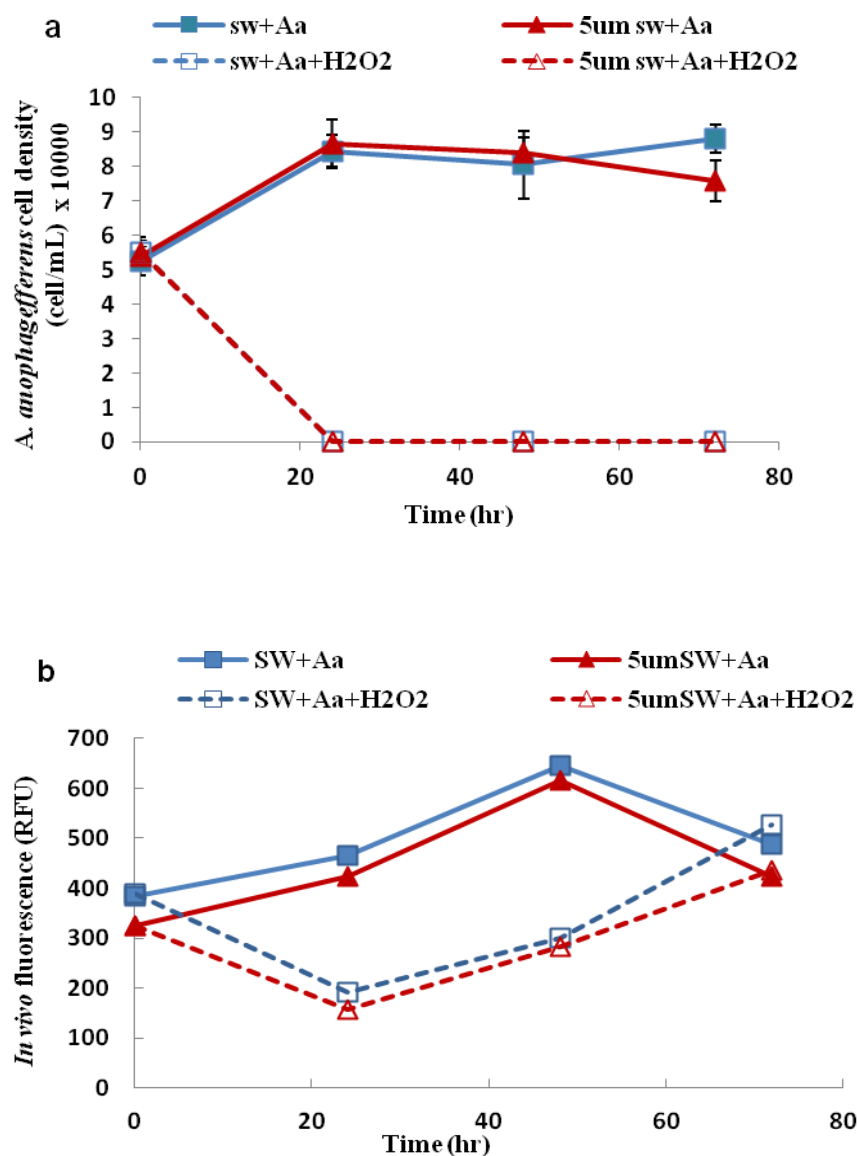 a
sw+Aa 5um sw+Aa
sw+Aa+H2O2 5um sw+Aa+H2O2
A. anophagefferens cell density
(cell/mL) x 10000
10
9
8
7
6
5
4
3
2
1
0
0 20 40 60 80
Time (hr)
b
SW+Aa 5umSW+Aa
SW+Aa+H2O2 5umSW+Aa+H2O2
In vivo fluorescence (RFU)
700
600
500
400
300
200
100
0
0 20 40 60 80
Time (hr)